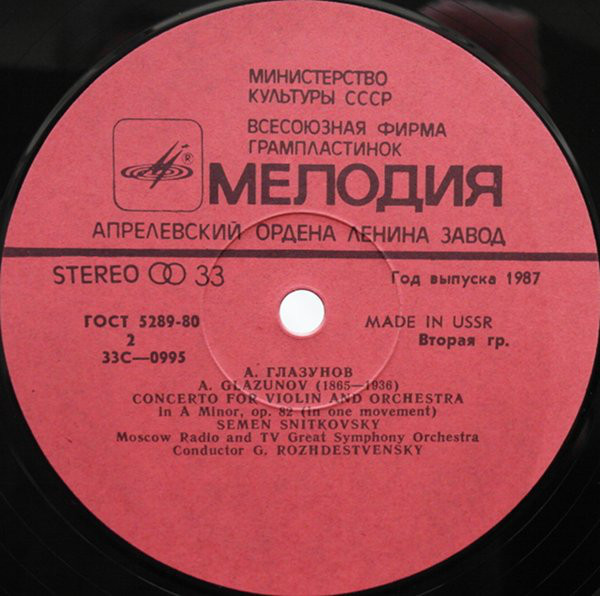 МИНИСТЕРСТВО
КУЛЬТУРЫ СССР
ВСЕСОЮЗНАЯ ФИРМА
ГРАМПЛАСТИНОК
®
МЕЛОДИЯ
АПРЕЛЕВСКИЙ ОРДЕНА ЛЕНИНА ЗАВОД
STEREO 33
Год выпуска 1987
ГОСТ 5289-80
MADE IN USSR
2
Вторая гр.
33С—0995
А. ГЛАЗУНОВ
A. GLAZUNOV (1865—1936)
CONCERTO FOR VIOLIN AND ORCHESTRA
in A Minor, op. 82 (in one movement)
SEMEN SNITKOVSKY
Moscow Radio and TV Great Symphony Orchestra
Conductor G. ROZHDESTVENSKY